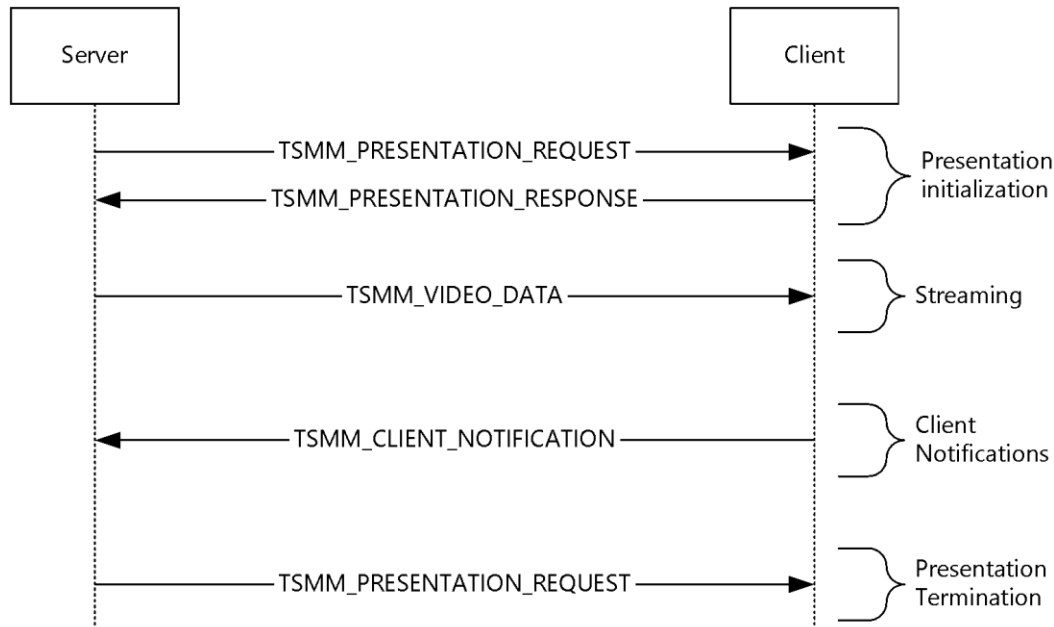 Server
Client
TSMM_PRESENTATION_REQUEST
Presentation
initialization
TSMM_PRESENTATION_RESPONSE
TSMM_VIDEO_DATA
Streaming
TSMM_CLIENT_NOTIFICATION
Client
Notifications
TSMM_PRESENTATION_REQUEST
Presentation
Termination